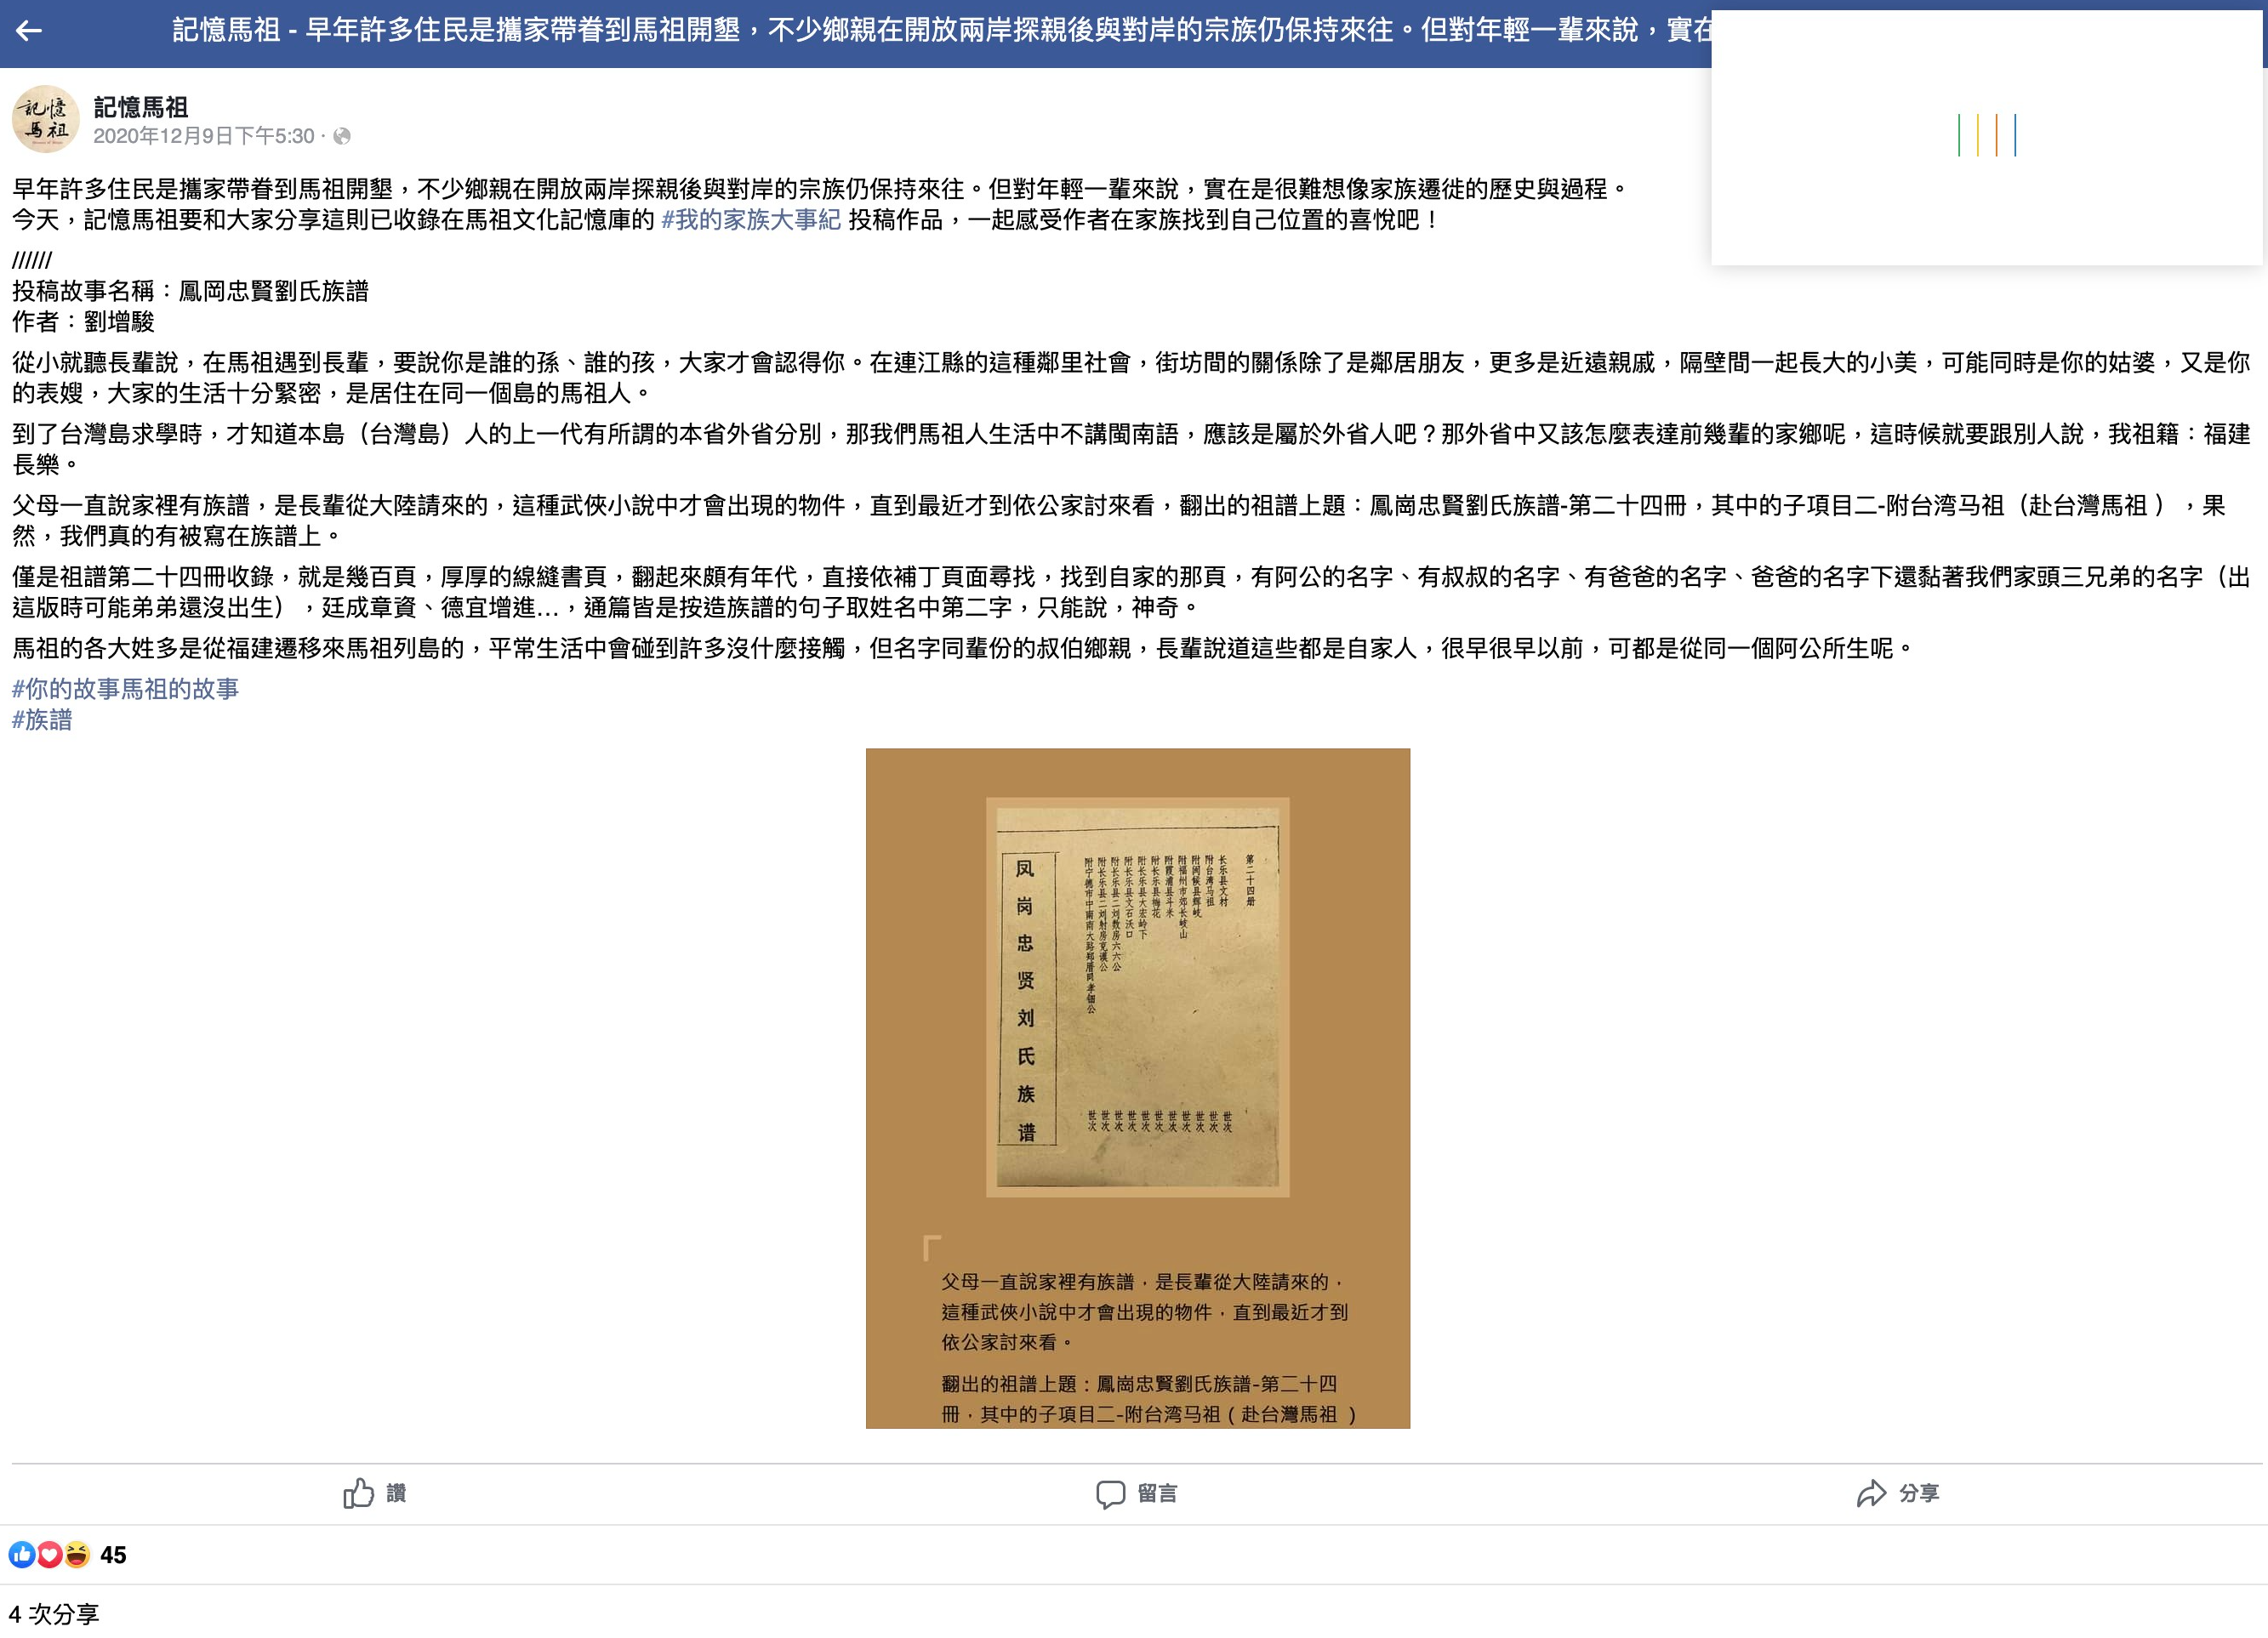 記憶馬祖 - 早年許多住民是攜家帶眷到馬祖開墾，不少鄉親在開放兩岸探親後與對岸的宗族仍保持來往。但對年輕一輩來說，實在
記憶馬祖
記憶馬祖
2020年12月9日下午5:30 ·
早年許多住民是攜家帶眷到馬祖開墾，不少鄉親在開放兩岸探親後與對岸的宗族仍保持來往。但對年輕一輩來說，實在是很難想像家族遷徙的歷史與過程。
今天，記憶馬祖要和大家分享這則已收錄在馬祖文化記憶庫的 #我的家族大事紀 投稿作品，一起感受作者在家族找到自己位置的喜悅吧！
//////
投稿故事名稱：鳳岡忠賢劉氏族譜
作者：劉增駿
從小就聽長輩說，在馬祖遇到長輩，要說你是誰的孫、誰的孩，大家才會認得你。在連江縣的這種鄰里社會，街坊間的關係除了是鄰居朋友，更多是近遠親戚，隔壁間一起長大的小美，可能同時是你的姑婆，又是你
的表嫂，大家的生活十分緊密，是居住在同一個島的馬祖人。
到了台灣島求學時，才知道本島（台灣島）人的上一代有所謂的本省外省分別，那我們馬祖人生活中不講閩南語，應該是屬於外省人吧？那外省中又該怎麼表達前幾輩的家鄉呢，這時候就要跟別人說，我祖籍：福建
長樂。
父母一直說家裡有族譜，是長輩從大陸請來的，這種武俠小說中才會出現的物件，直到最近才到依公家討來看，翻出的祖譜上題：鳳崗忠賢劉氏族譜-第二十四冊，其中的子項目二-附台湾马祖（赴台灣馬祖 ），果
然，我們真的有被寫在族譜上。
僅是祖譜第二十四冊收錄，就是幾百頁，厚厚的線縫書頁，翻起來頗有年代，直接依補丁頁面尋找，找到自家的那頁，有阿公的名字、有叔叔的名字、有爸爸的名字、爸爸的名字下還黏著我們家頭三兄弟的名字（出
這版時可能弟弟還沒出生），廷成章資、德宜增進...，通篇皆是按造族譜的句子取姓名中第二字，只能說，神奇。
馬祖的各大姓多是從福建遷移來馬祖列島的，平常生活中會碰到許多沒什麼接觸，但名字同輩份的叔伯鄉親，長輩說道這些都是自家人，很早很早以前，可都是從同一個阿公所生呢。
#你的故事馬祖的故事
#族譜
第二十四册
长乐县文村 世次
附台湾马祖 世次
附闽候县辉岐 世次
附福州市郊长岐山 世次
附霞浦县斗米 世次
附长乐县梅花 世次
附长乐县大宏岭下 世次
附长乐县文石沃口 世次
附长乐县二刘教房六六公 世次
附长乐县二刘射房 公 世次
附宁德市中南南大路 孝 公 世次
凤岗忠贤刘氏族谱
「
父母一直說家裡有族譜，是長輩從大陸請來的，
這種武俠小說中才會出現的物件，直到最近才到
依公家討來看。
翻出的祖譜上題：鳳崗忠賢劉氏族譜-第二十四
冊，其中的子項目二-附台湾马祖（赴台灣馬祖 ）
讚
留言
分享
45
4 次分享